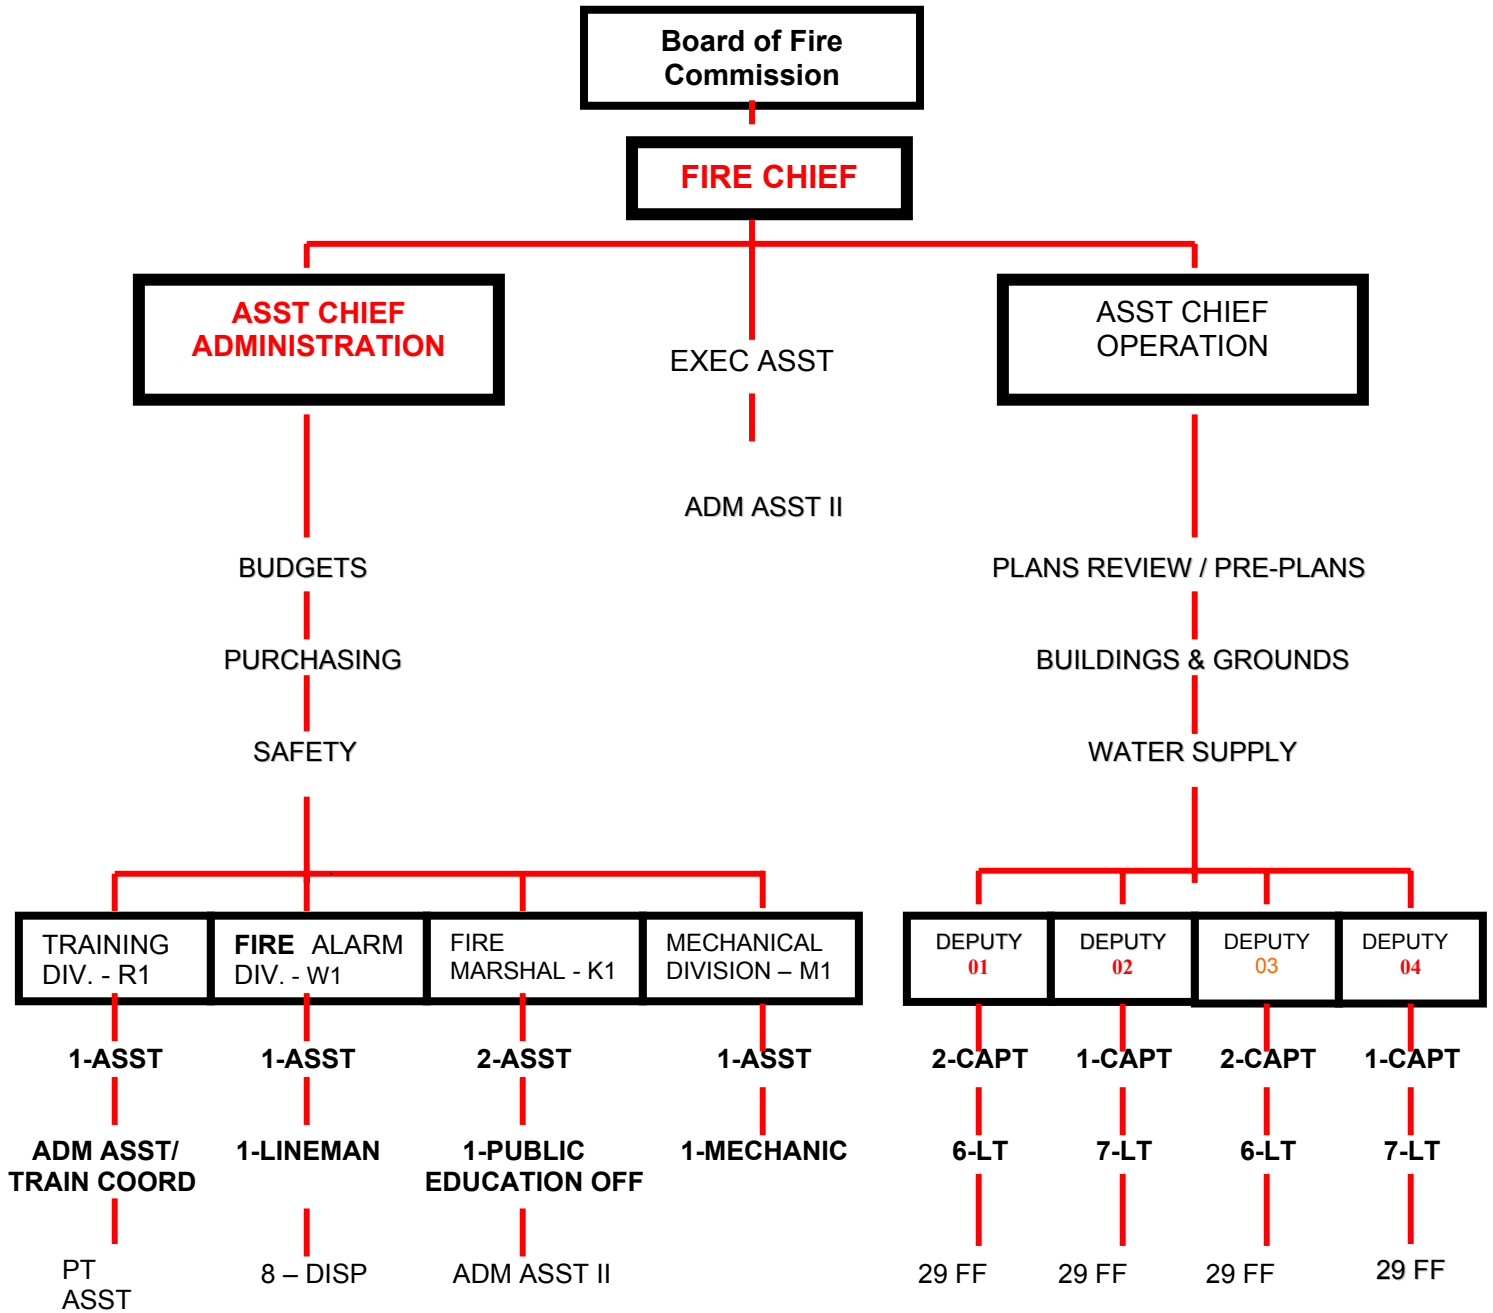 Board of Fire
Commission
FIRE CHIEF
ASST CHIEF
ADMINISTRATION
EXEC ASST
ASST CHIEF
OPERATION
ADM ASST II
BUDGETS
PLANS REVIEW / PRE-PLANS
PURCHASING
BUILDINGS & GROUNDS
SAFETY
WATER SUPPLY
TRAINING
DIV. - R1
FIRE ALARM
DIV. - W1
FIRE
MARSHAL - K1
MECHANICAL
DIVISION – M1
DEPUTY
01
DEPUTY
02
DEPUTY
03
DEPUTY
04
1-ASST
1-ASST
2-ASST
1-ASST
2-CAPT
1-CAPT
2-CAPT
1-CAPT
ADM ASST/
TRAIN COORD
1-LINEMAN
1-PUBLIC
EDUCATION OFF
1-MECHANIC
6-LT
7-LT
6-LT
7-LT
PT
ASST
8 – DISP
ADM ASST II
29 FF
29 FF
29 FF
29 FF